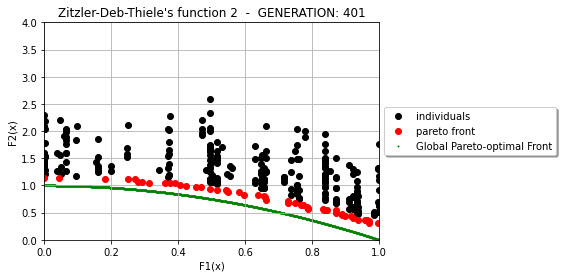 Zitzler-Deb-Thiele's function 2  -  GENERATION: 401
F2(x)
4.0
3.5
3.0
2.5
2.0
1.5
1.0
0.5
0.0
0.0 0.2 0.4 0.6 0.8 1.0
F1(x)
individuals
pareto front
Global Pareto-optimal Front